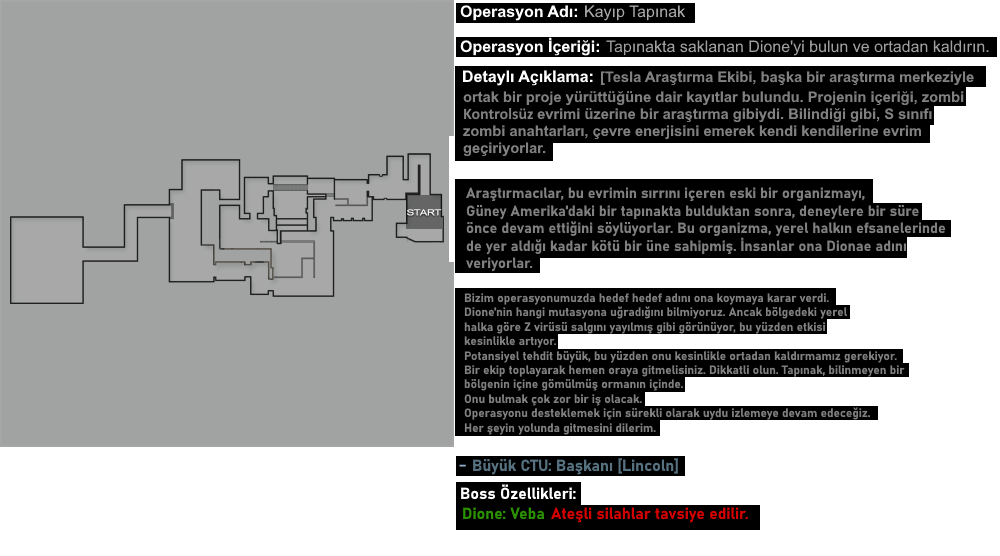 Operasyon Adı: Kayıp Tapınak
Operasyon İçeriği: Tapınakta saklanan Dione'yi bulun ve ortadan kaldırın.
Detaylı Açıklama: [Tesla Araştırma Ekibi, başka bir araştırma merkeziyle
ortak bir proje yürüttüğüne dair kayıtlar bulundu. Projenin içeriği, zombi
Kontrolsüz evrimi üzerine bir araştırma gibiydi. Bilindiği gibi, S sınıfı
zombi anahtarları, çevre enerjisini emerek kendi kendilerine evrim
geçiriyorlar.
Araştırmacılar, bu evrimin sırrını içeren eski bir organizmayı,
Güney Amerika'daki bir tapınakta bulduktan sonra, deneylere bir süre
önce devam ettiğini söylüyorlar. Bu organizma, yerel halkın efsanelerinde
de yer aldığı kadar kötü bir üne sahipmiş. İnsanlar ona Dionae adını
veriyorlar.
Bizim operasyonumuzda hedef hedef adını ona koymaya karar verdi.
Dione'nin hangi mutasyona uğradığını bilmiyoruz. Ancak bölgedeki yerel
halka göre Z virüsü salgını yayılmış gibi görünüyor, bu yüzden etkisi
kesinlikle artıyor.
Potansiyel tehdit büyük, bu yüzden onu kesinlikle ortadan kaldırmamız gerekiyor.
Bir ekip toplayarak hemen oraya gitmelisiniz. Dikkatli olun. Tapınak, bilinmeyen bir
bölgenin içine gömülmüş ormanın içinde.
Onu bulmak çok zor bir iş olacak.
Operasyonu desteklemek için sürekli olarak uydu izlemeye devam edeceğiz.
Her şeyin yolunda gitmesini dilerim.
- Büyük CTU: Başkanı [Lincoln]
Boss Özellikleri:
Dione: Veba Ateşli silahlar tavsiye edilir.
START